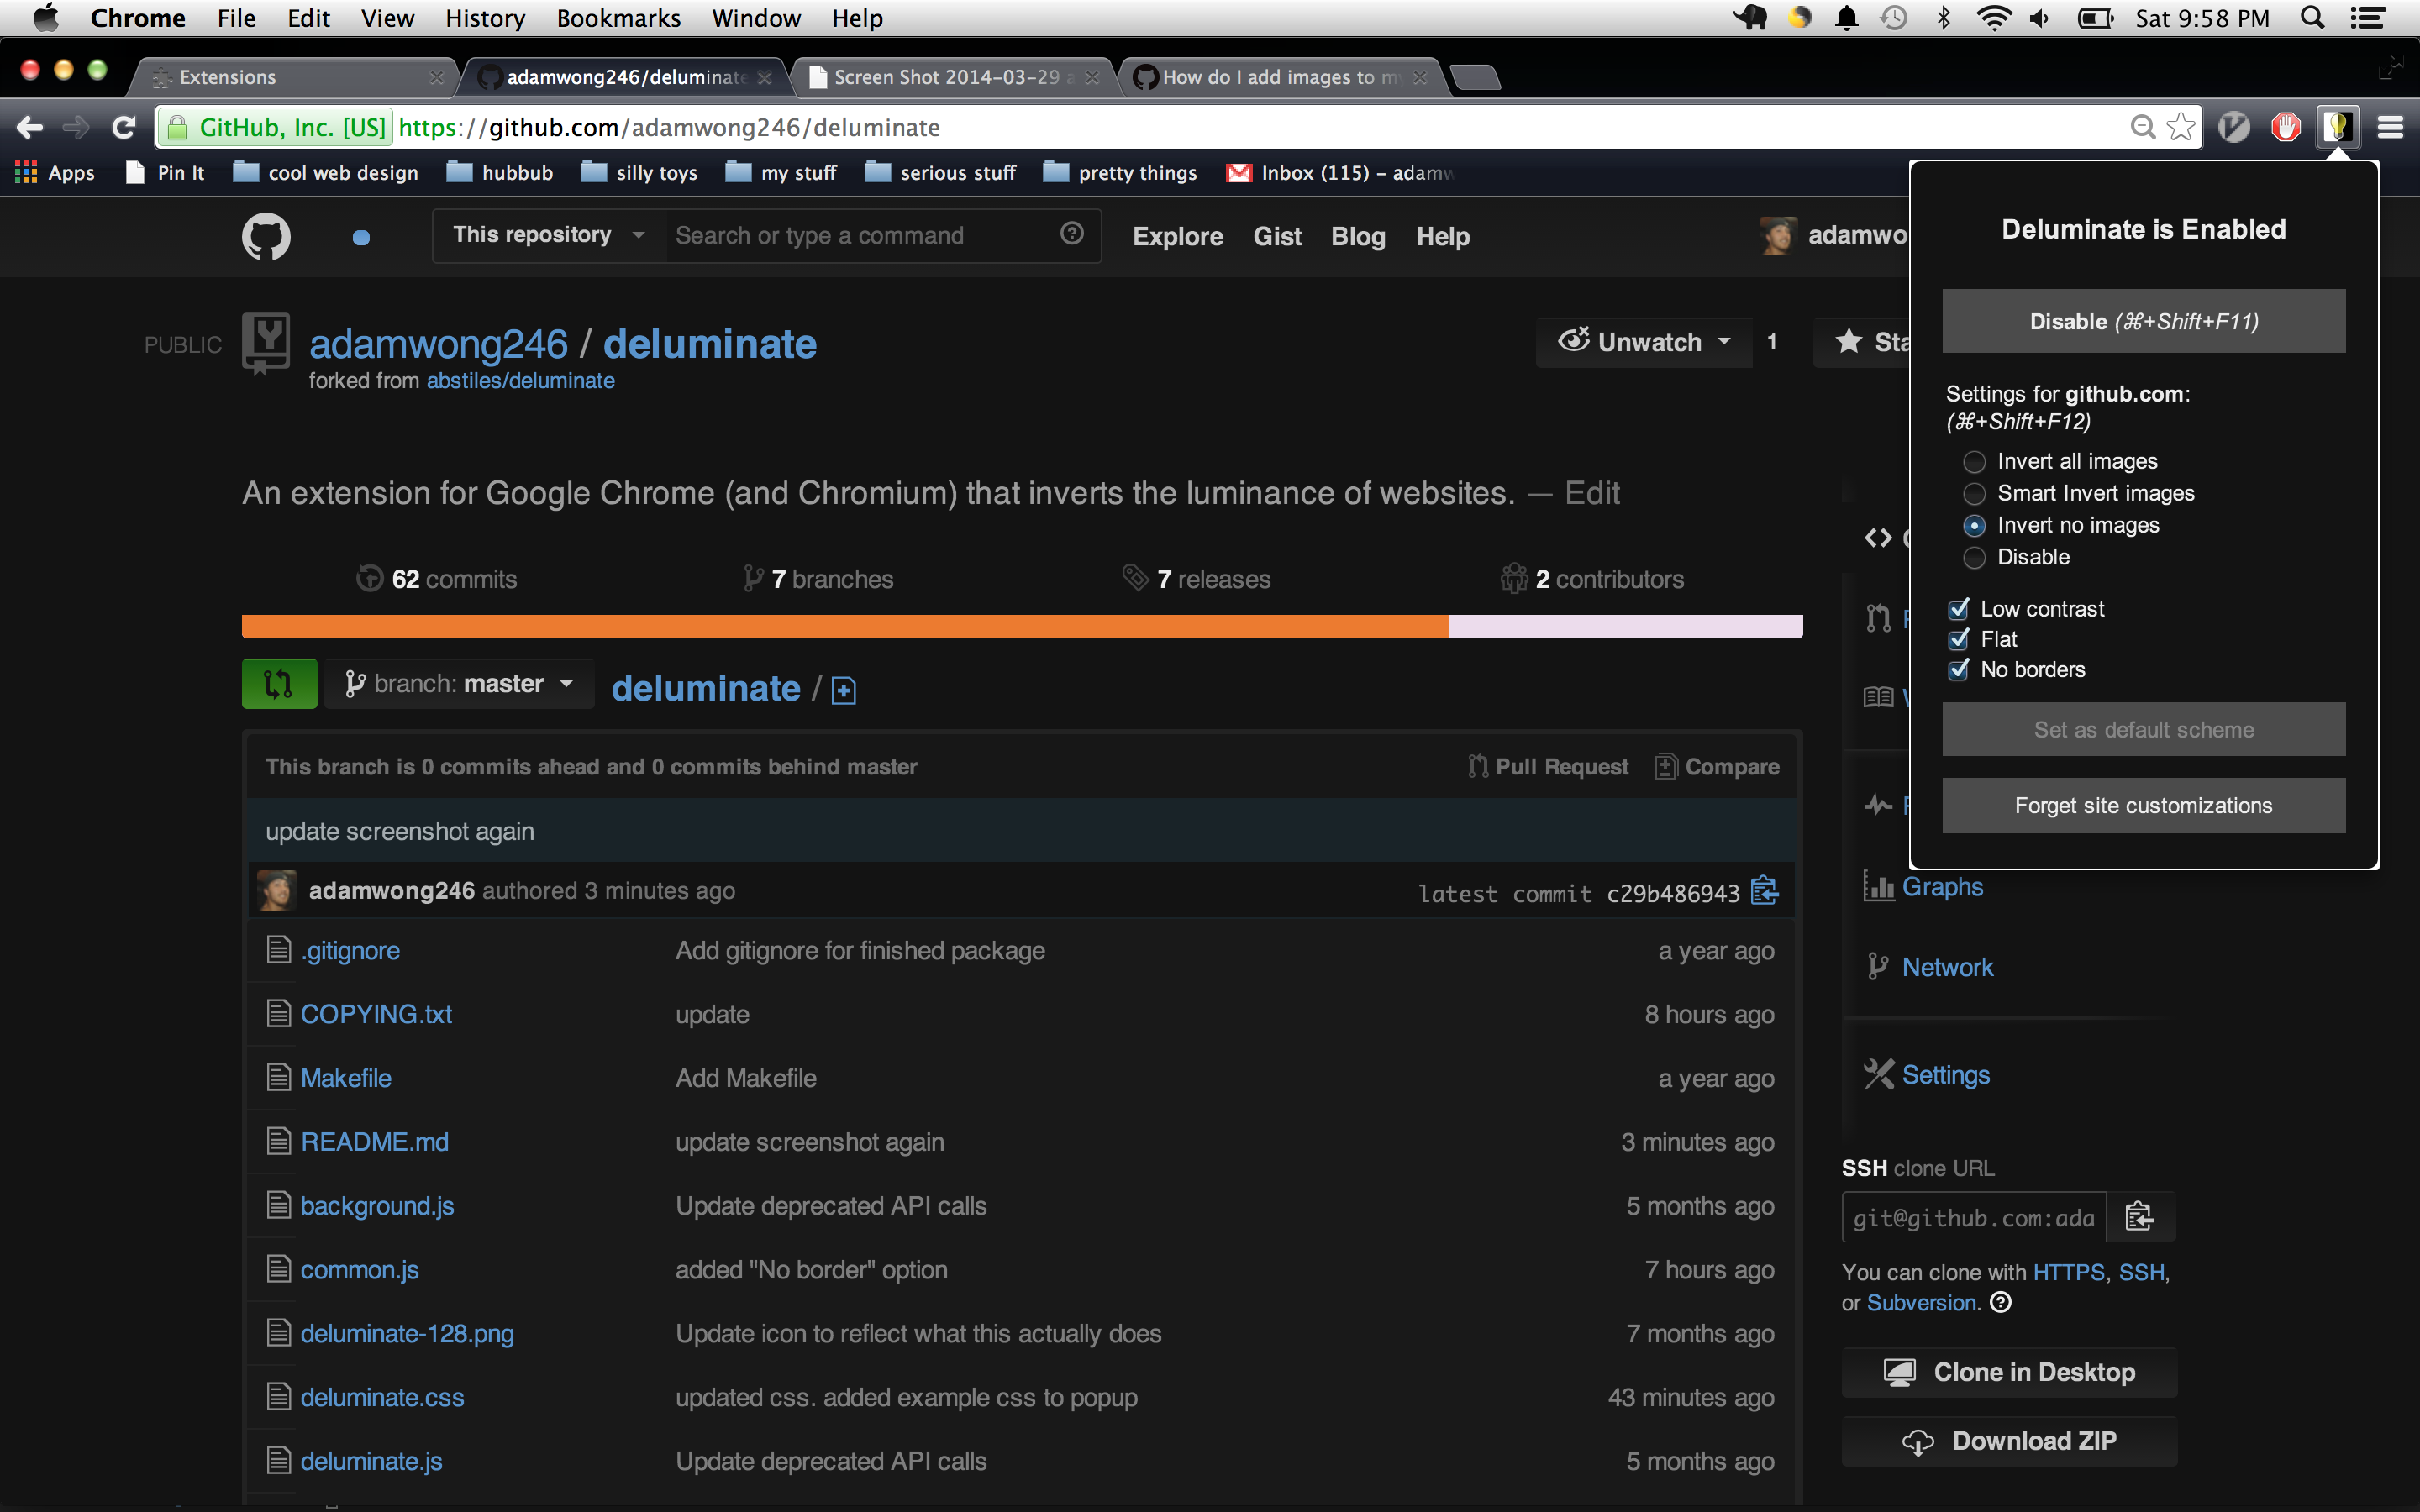 Chrome File Edit View History Bookmarks Window Help Sat 9:58 PM
Extensions adamwong246/deluminate Screen Shot 2014-03-29 How do I add images to
GitHub, Inc. [US] https://github.com/adamwong246/deluminate
Apps Pin It cool web design hubbub silly toys my stuff serious stuff pretty things Inbox (115) – adamw
This repository Search or type a command Explore Gist Blog Help adamwo
PUBLIC adamwong246 / deluminate Unwatch 1 Sta
forked from abstiles/deluminate
An extension for Google Chrome (and Chromium) that inverts the luminance of websites. — Edit
62 commits 7 branches 7 releases 2 contributors
branch: master deluminate /
This branch is 0 commits ahead and 0 commits behind master Pull Request Compare
update screenshot again
adamwong246 authored 3 minutes ago latest commit c29b486943
.gitignore Add gitignore for finished package a year ago
COPYING.txt update 8 hours ago
Makefile Add Makefile a year ago
README.md update screenshot again 3 minutes ago
background.js Update deprecated API calls 5 months ago
common.js added "No border" option 7 hours ago
deluminate-128.png Update icon to reflect what this actually does 7 months ago
deluminate.css updated css. added example css to popup 43 minutes ago
deluminate.js Update deprecated API calls 5 months ago
Deluminate is Enabled
Disable (⌘+Shift+F11)
Settings for github.com:
(⌘+Shift+F12)
Invert all images
Smart Invert images
Invert no images
Disable
Low contrast
Flat
No borders
Set as default scheme
Forget site customizations
Graphs
Network
Settings
SSH clone URL
git@github.com:ada
You can clone with HTTPS, SSH,
or Subversion.
Clone in Desktop
Download ZIP